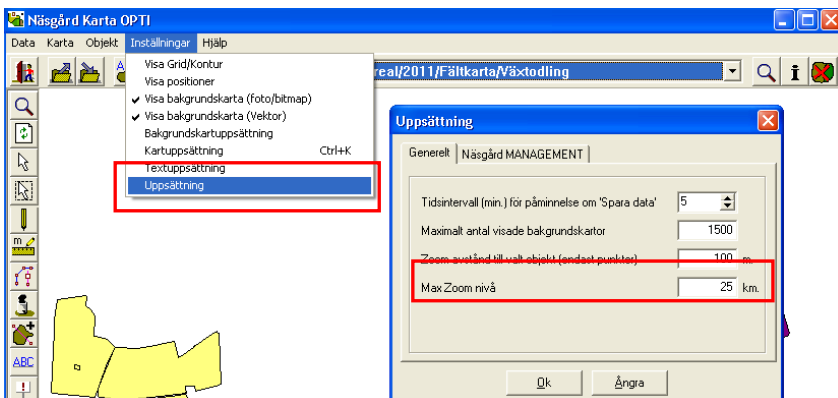 Näsgård Karta OPTI
Data Karta Objekt Inställningar Hjälp
real/2011/Fältkarta/Växtodling
Visa Grid/Kontur
Visa positioner
Visa bakgrundskarta (foto/bitmap)
Visa bakgrundskarta (Vektor)
Bakgrundskartuppsättning
Kartuppsättning Ctrl+K
Textuppsättning
Uppsättning
Uppsättning
Generelt Näsgård MANAGEMENT
Tidsintervall (min.) för påminnelse om 'Spara data' 5
Maximalt antal visade bakgrundskartor 1500
Zoom avstånd till valt objekt (endast punkter) 100 m.
Max Zoom nivå 25 km.
Ok Ångra
m
ABC